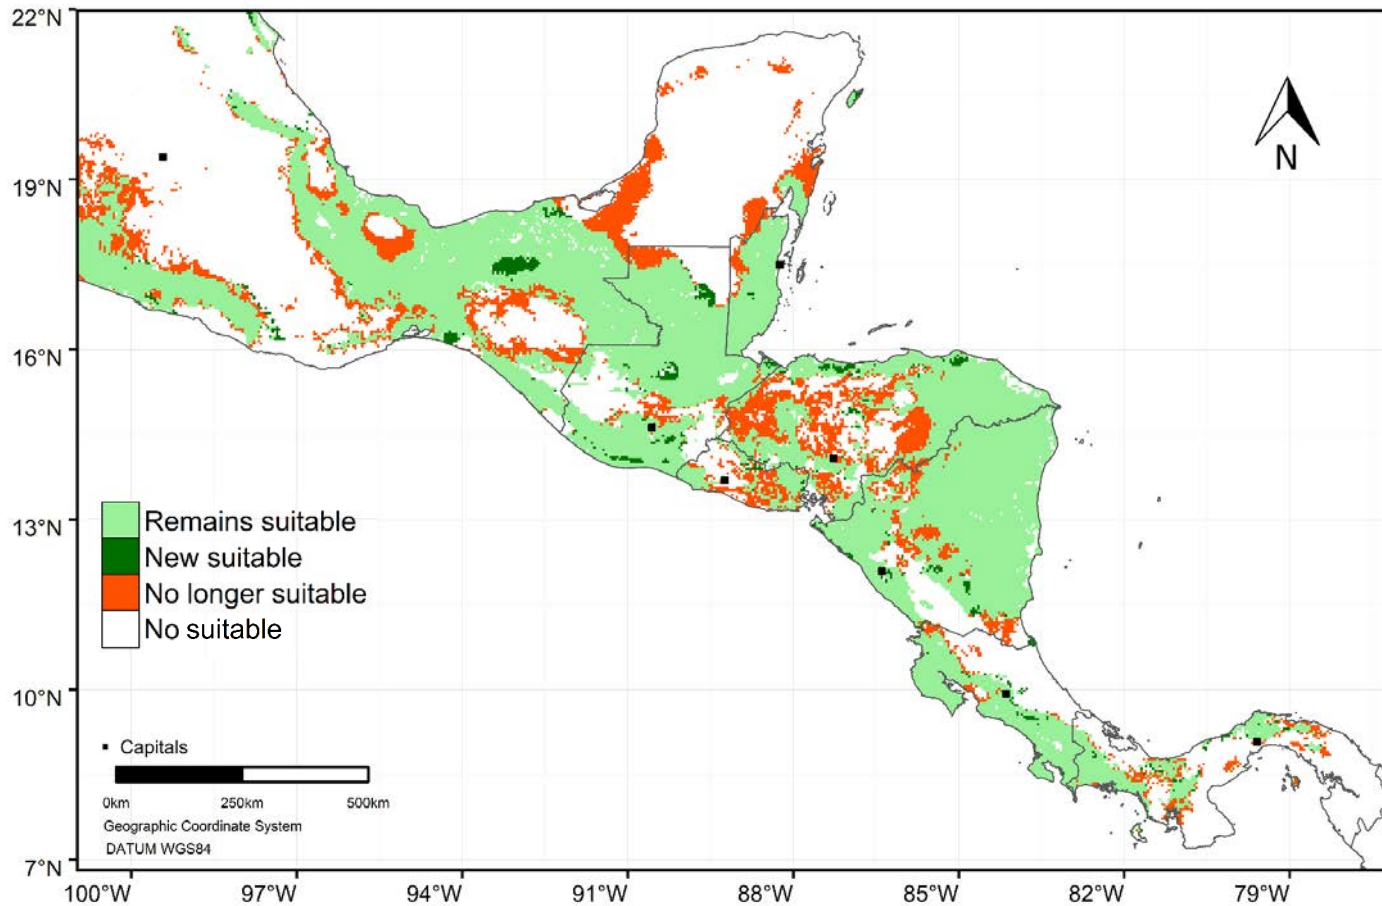 22°N
19°N
16°N
13°N
10°N
7°N
N
Remains suitable
New suitable
No longer suitable
No suitable
Capitals
0km 250km 500km
Geographic Coordinate System
DATUM WGS84
100°W 97°W 94°W 91°W 88°W 85°W 82°W 79°W